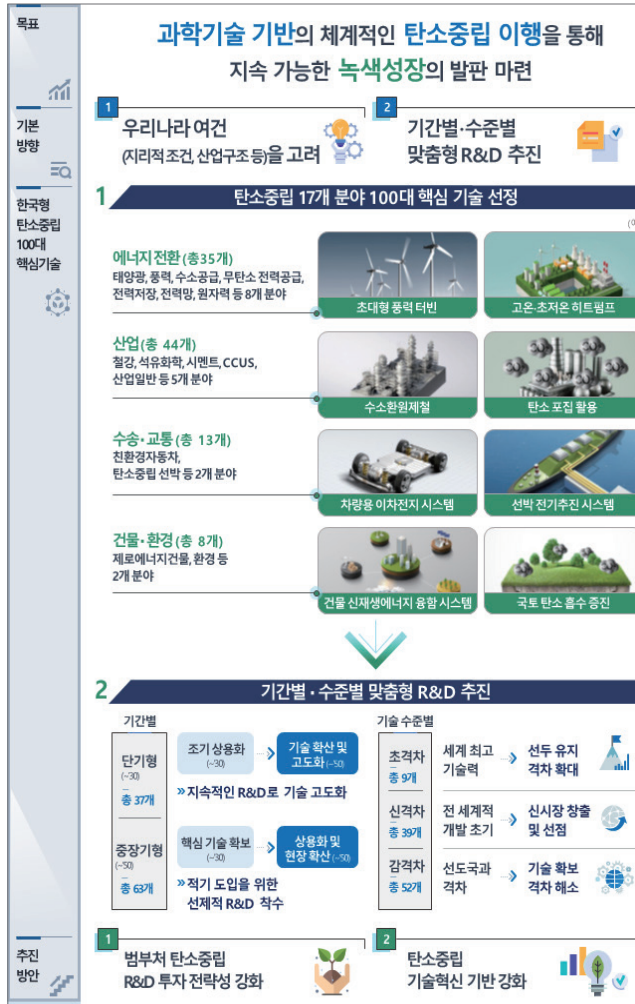 목표
과학기술 기반의 체계적인 탄소중립 이행을 통해
지속 가능한 녹색성장의 발판 마련
기본
방향
1
우리나라 여건
(지리적 조건, 산업구조 등)을 고려
2
기간별·수준별
맞춤형 R&D 추진
한국형
탄소중립
100대
핵심기술
1 탄소중립 17개 분야 100대 핵심 기술 선정
에너지 전환 (총35개)
태양광, 풍력, 수소공급, 무탄소 전력공급,
전력저장, 전력망, 원자력 등 8개 분야
초대형 풍력 터빈
고온·초저온 히트펌프
산업(총 44개)
철강, 석유화학, 시멘트, CCUS,
산업일반 등 5개 분야
수소환원제철
탄소 포집 활용
수송·교통 (총 13개)
친환경자동차,
탄소중립 선박 등 2개 분야
차량용 이차전지 시스템
선박 전기추진 시스템
건물·환경 (총 8개)
제로에너지건물, 환경 등
2개 분야
건물 신재생에너지 융합 시스템
국토 탄소 흡수 증진
2 기간별·수준별 맞춤형 R&D 추진
기간별
단기형
(~30)
총 37개
조기 상용화
(~30)
기술 확산 및
고도화 (~50)
» 지속적인 R&D로 기술 고도화
중장기형
(~50)
총 63개
핵심 기술 확보
(~30)
상용화 및
현장 확산 (~50)
» 적기 도입을 위한
선제적 R&D 착수
기술 수준별
초격차
총 9개
세계 최고
기술력
선두 유지
격차 확대
신격차
총 39개
전 세계적
개발 초기
신시장 창출
및 선점
감격차
총 52개
선도국과
격차
기술 확보
격차 해소
추진
방안
1
범부처 탄소중립
R&D 투자 전략성 강화
2
탄소중립
기술혁신 기반 강화